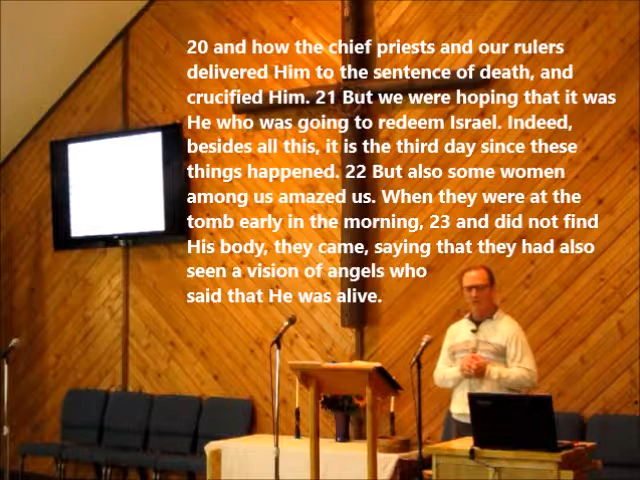 20 and how the chief priests and our rulers
delivered Him to the sentence of death, and
crucified Him. 21 But we were hoping that it was
He who was going to redeem Israel. Indeed,
besides all this, it is the third day since these
things happened. 22 But also some women
among us amazed us. When they were at the
tomb early in the morning, 23 and did not find
His body, they came, saying that they had also
seen a vision of angels who
said that He was alive.